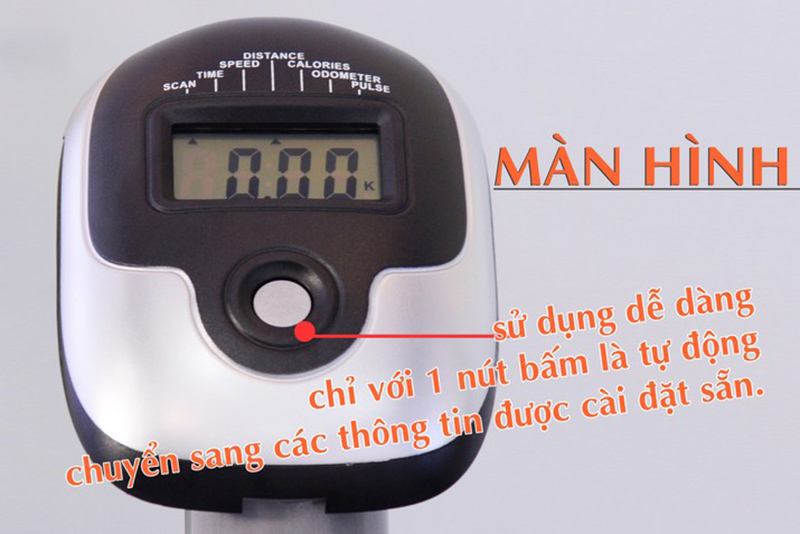 SCAN TIME SPEED DISTANCE CALORIES ODOMETER PULSE
0.00 K
MÀN HÌNH
sử dụng dễ dàng
chỉ với 1 nút bấm là tự động
chuyển sang các thông tin được cài đặt sẵn.